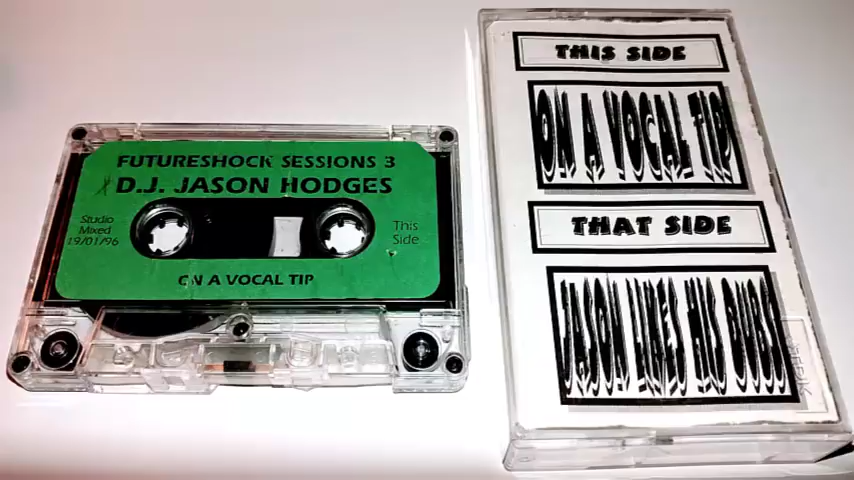 FUTURESHOCK SESSIONS 3
D.J. JASON HODGES
Studio
Mixed
19/01/96
This
Side
ON A VOCAL TIP
THIS SIDE
ON A VOCAL TIP
THAT SIDE
JASON LIKES HIS DUBS!